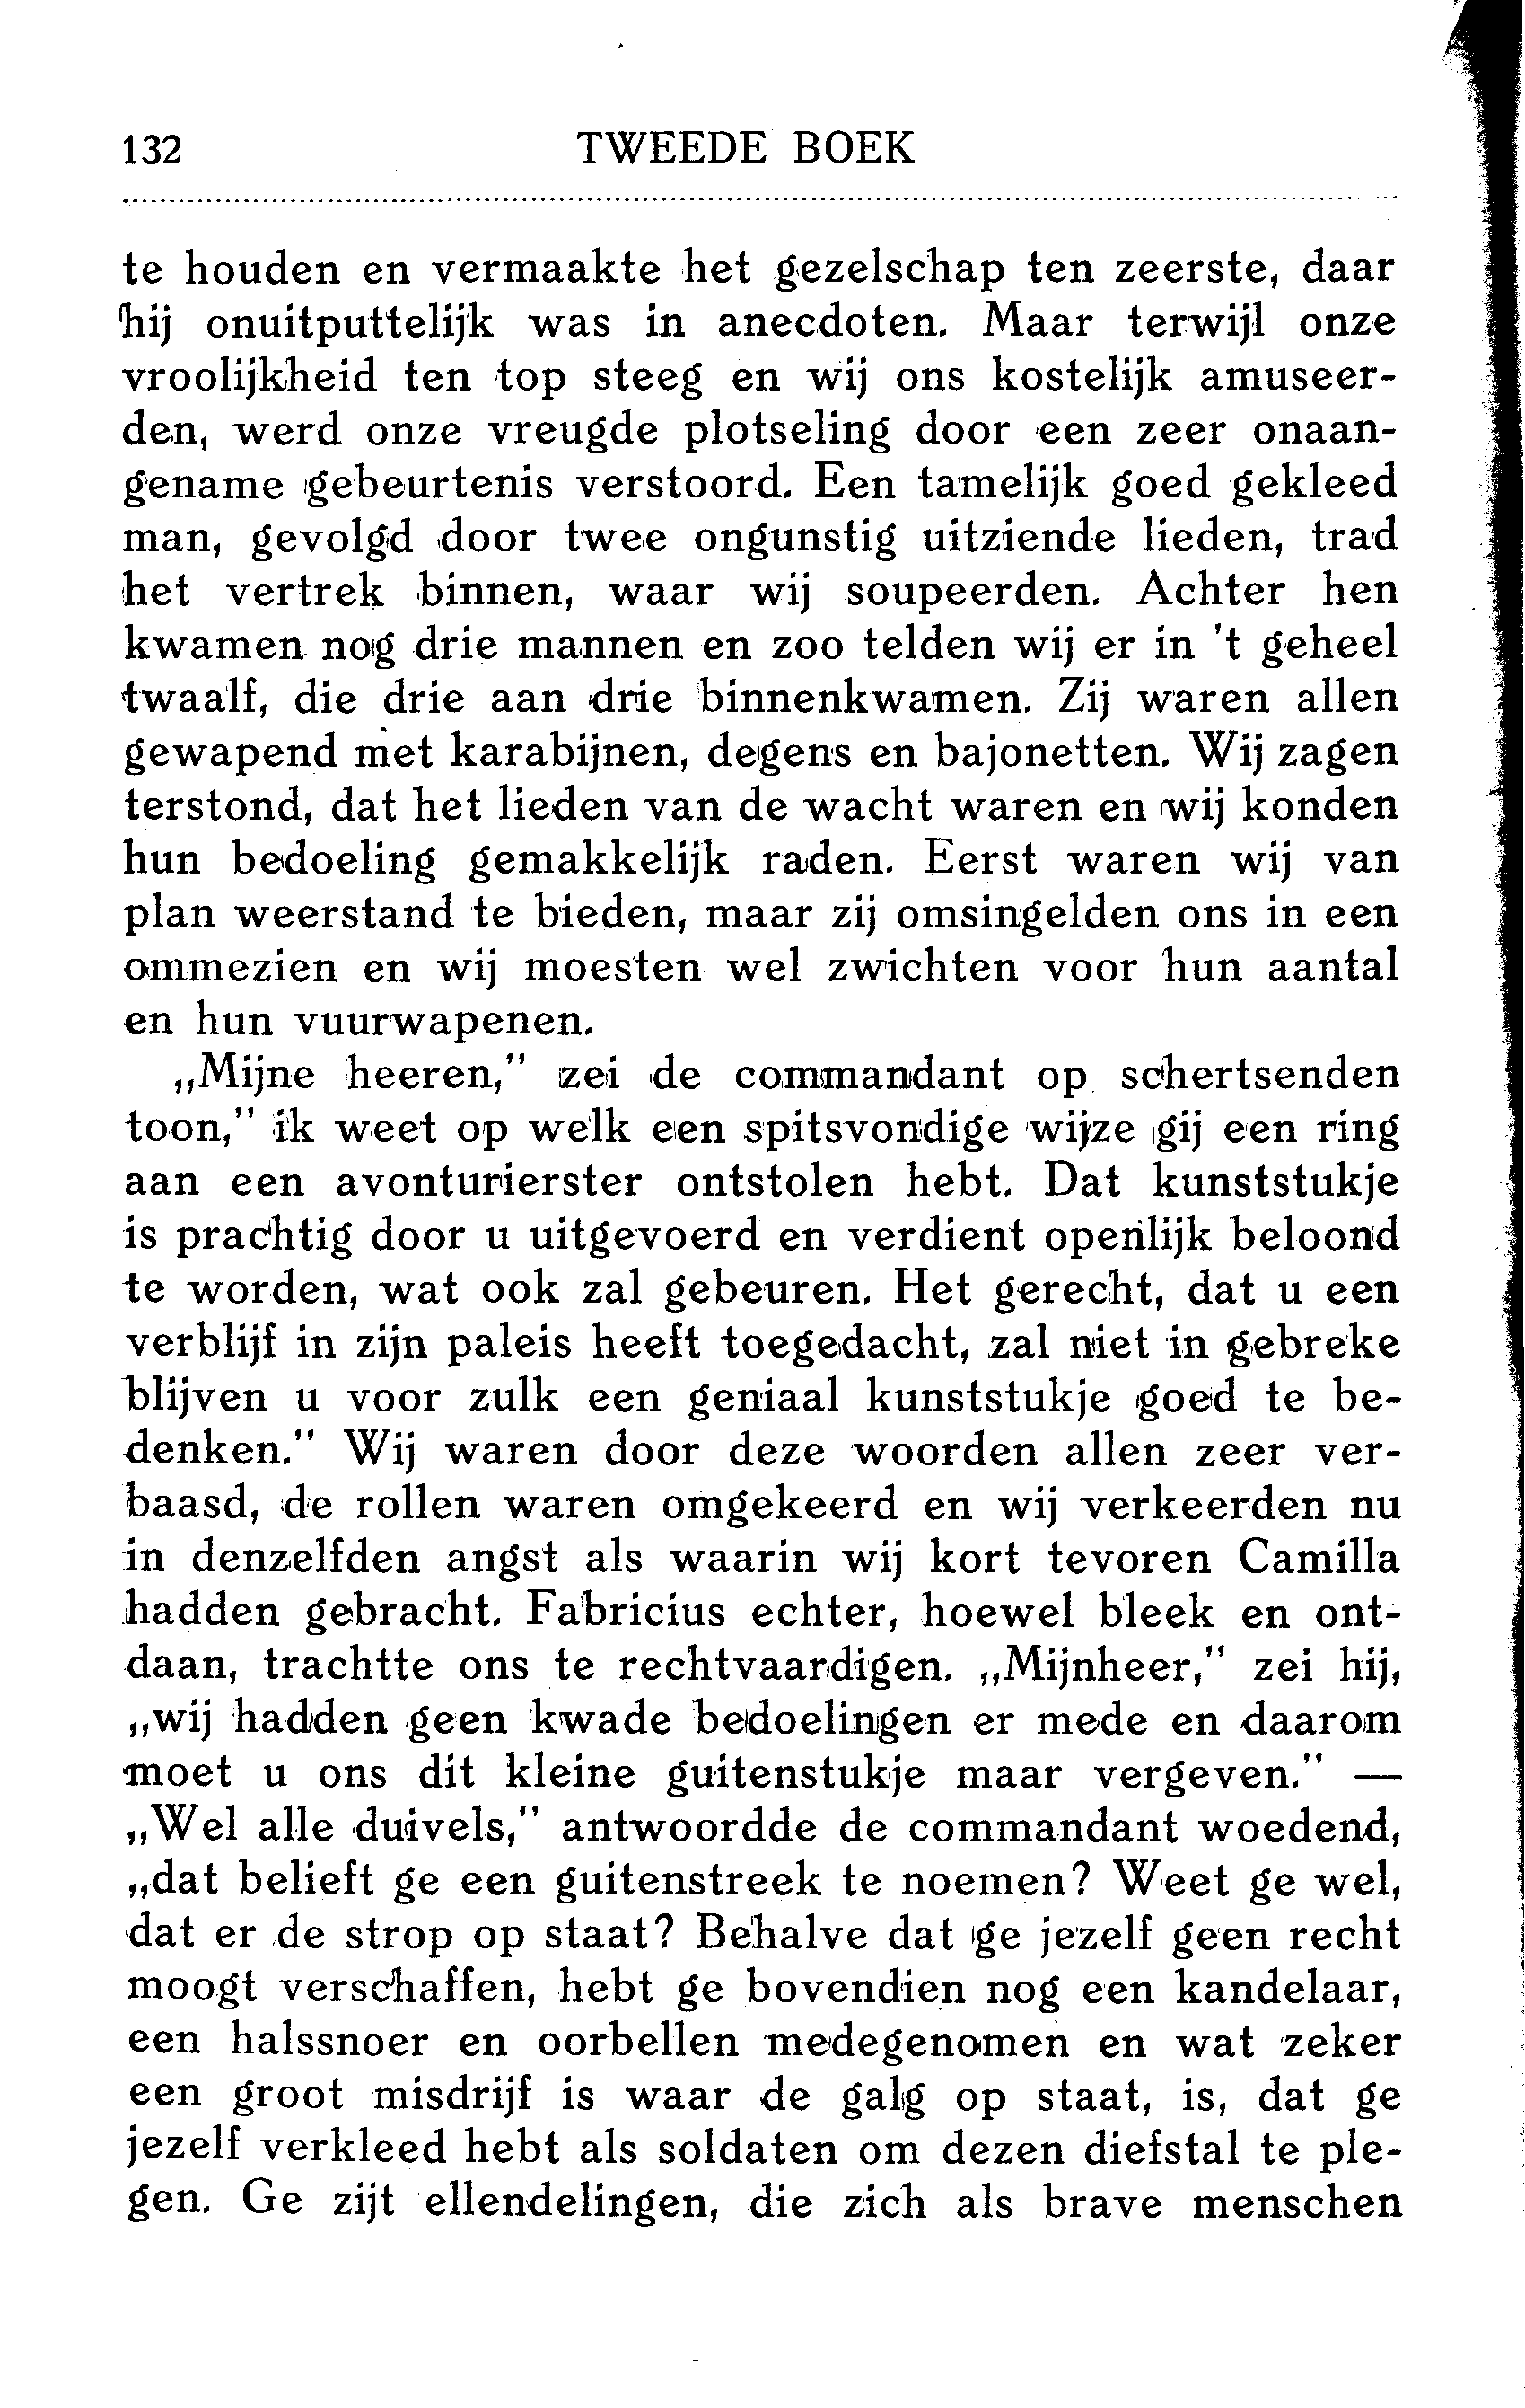 132 TWEEDE BOEK
te houden en vermaakte het gezelschap ten zeerste, daar
hij onuitputtelijk was in anecdoten. Maar terwijl onze
vroolijkheid ten top steeg en wij ons kostelijk amuseer-
den, werd onze vreugde plotseling door een zeer onaan-
gename gebeurtenis verstoord. Een tamelijk goed gekleed
man, gevolgd door twee ongunstig uitziende lieden, trad
het vertrek binnen, waar wij soupeerden. Achter hen
kwamen nog drie mannen en zoo telden wij er in 't geheel
twaalf, die drie aan drie binnenkwamen. Zij waren allen
gewapend met karabijnen, degens en bajonetten. Wij zagen
terstond, dat het lieden van de wacht waren en wij konden
hun bedoeling gemakkelijk raden. Eerst waren wij van
plan weerstand te bieden, maar zij omsingelden ons in een
ommezien en wij moesten wel zwichten voor hun aantal
en hun vuurwapenen.
„Mijne heeren,” zei de commandant op schertsenden
toon,” ik weet op welk een spitsvondige wijze gij een ring
aan een avonturierster ontstolen hebt. Dat kunststukje
is prachtig door u uitgevoerd en verdient openlijk beloond
te worden, wat ook zal gebeuren. Het gerecht, dat u een
verblijf in zijn paleis heeft toegedacht, zal niet in gebreke
blijven u voor zulk een geniaal kunststukje goed te be-
denken.” Wij waren door deze woorden allen zeer ver-
baasd, de rollen waren omgekeerd en wij verkeerden nu
in denzelfden angst als waarin wij kort tevoren Camilla
hadden gebracht. Fabricius echter, hoewel bleek en ont-
daan, trachtte ons te rechtvaardigen. „Mijnheer,” zei hij,
„wij hadden geen kwade bedoelingen er mede en daarom
moet u ons dit kleine guitenstukje maar vergeven.” —
„Wel alle duivels,” antwoordde de commandant woedend,
„dat belieft ge een guitenstreek te noemen? Weet ge wel,
dat er de strop op staat? Behalve dat ge jezelf geen recht
moogt verschaffen, hebt ge bovendien nog een kandelaar,
een halssnoer en oorbellen medegenomen en wat zeker
een groot misdrijf is waar de galg op staat, is, dat ge
jezelf verkleed hebt als soldaten om dezen diefstal te ple-
gen. Ge zijt ellendelingen, die zich als brave menschen